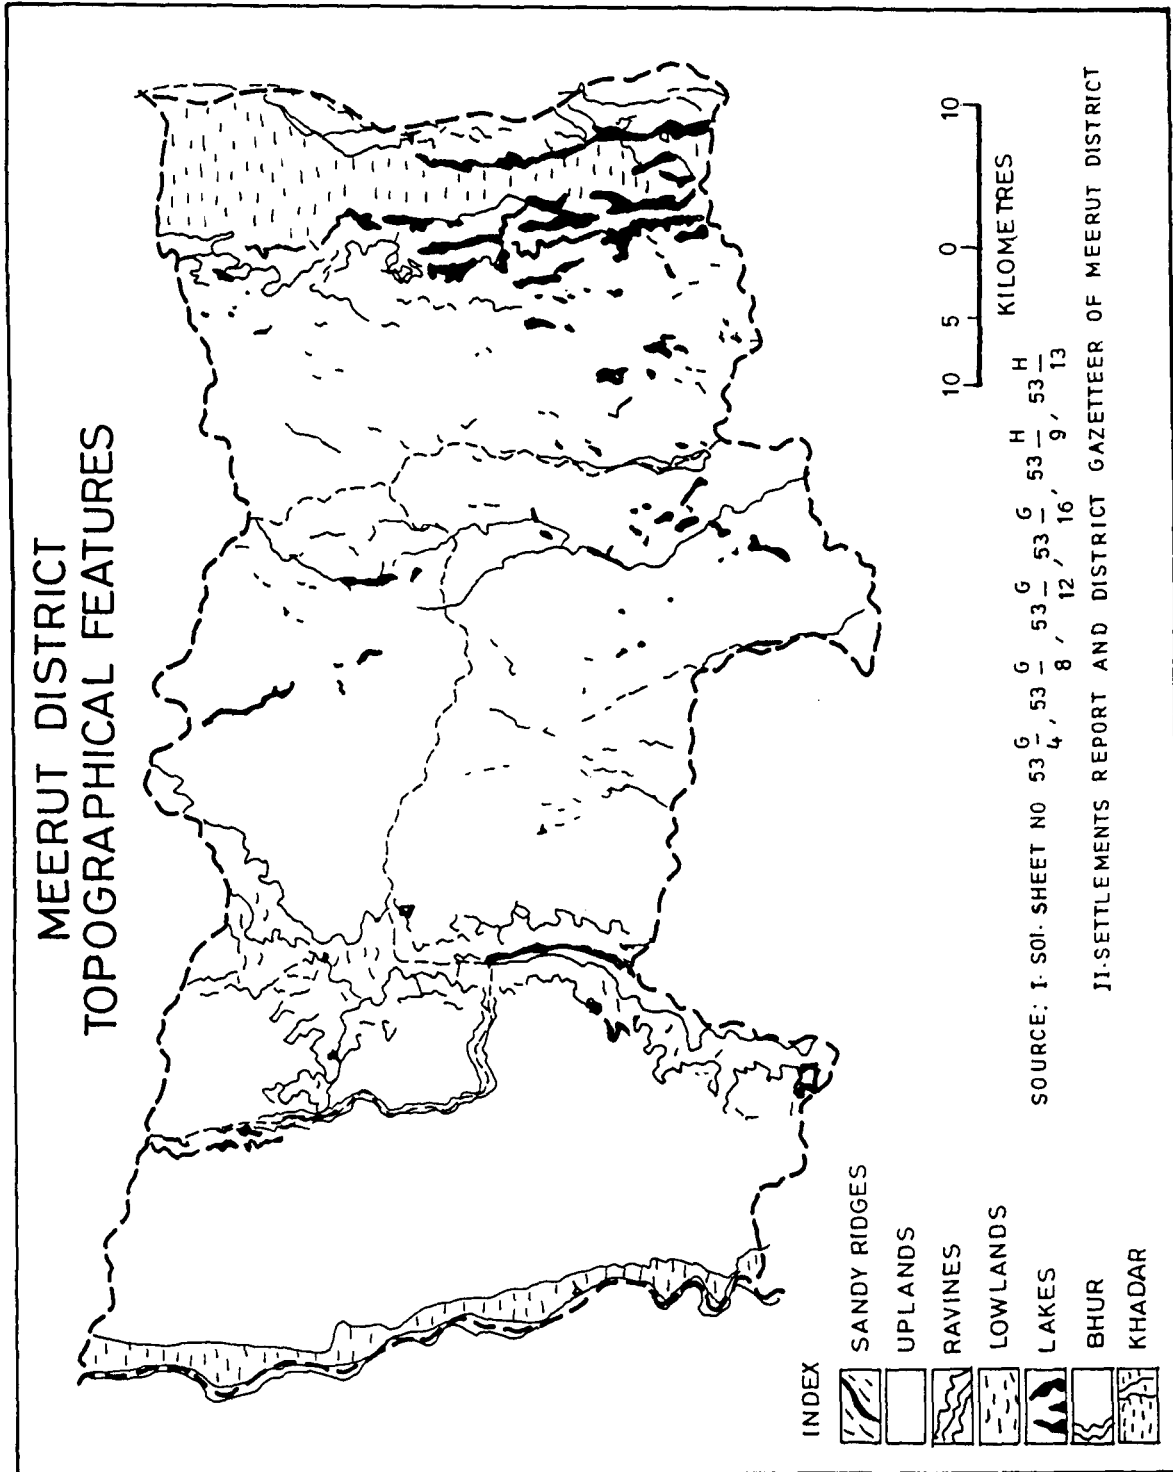 MEERUT DISTRICT
TOPOGRAPHICAL FEATURES
INDEX
SANDY RIDGES
UPLANDS
RAVINES
LOWLANDS
LAKES
BHUR
KHADAR
10 5 0 10
KILOMETRES
SOURCE: I. SOI. SHEET NO 53 G/4, 53 G/8, 53 G/12, 53 G/16, 53 H/9, 53 H/13
II.SETTLEMENTS REPORT AND DISTRICT GAZETTEER OF MEERUT DISTRICT